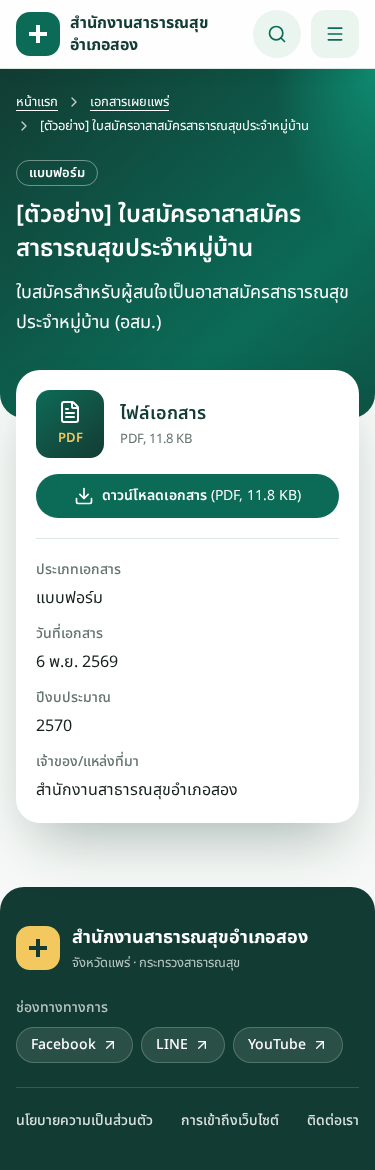 สำนักงานสาธารณสุข
อำเภอสอง
หน้าแรก > เอกสารเผยแพร่
> [ตัวอย่าง] ใบสมัครอาสาสมัครสาธารณสุขประจำหมู่บ้าน
แบบฟอร์ม
[ตัวอย่าง] ใบสมัครอาสาสมัคร
สาธารณสุขประจำหมู่บ้าน
ใบสมัครสำหรับผู้สนใจเป็นอาสาสมัครสาธารณสุข
ประจำหมู่บ้าน (อสม.)
PDF
ไฟล์เอกสาร
PDF, 11.8 KB
ดาวน์โหลดเอกสาร (PDF, 11.8 KB)
ประเภทเอกสาร
แบบฟอร์ม
วันที่เอกสาร
6 พ.ย. 2569
ปีงบประมาณ
2570
เจ้าของ/แหล่งที่มา
สำนักงานสาธารณสุขอำเภอสอง
สำนักงานสาธารณสุขอำเภอสอง
จังหวัดแพร่ · กระทรวงสาธารณสุข
ช่องทางทางการ
Facebook LINE YouTube
นโยบายความเป็นส่วนตัว การเข้าถึงเว็บไซต์ ติดต่อเรา